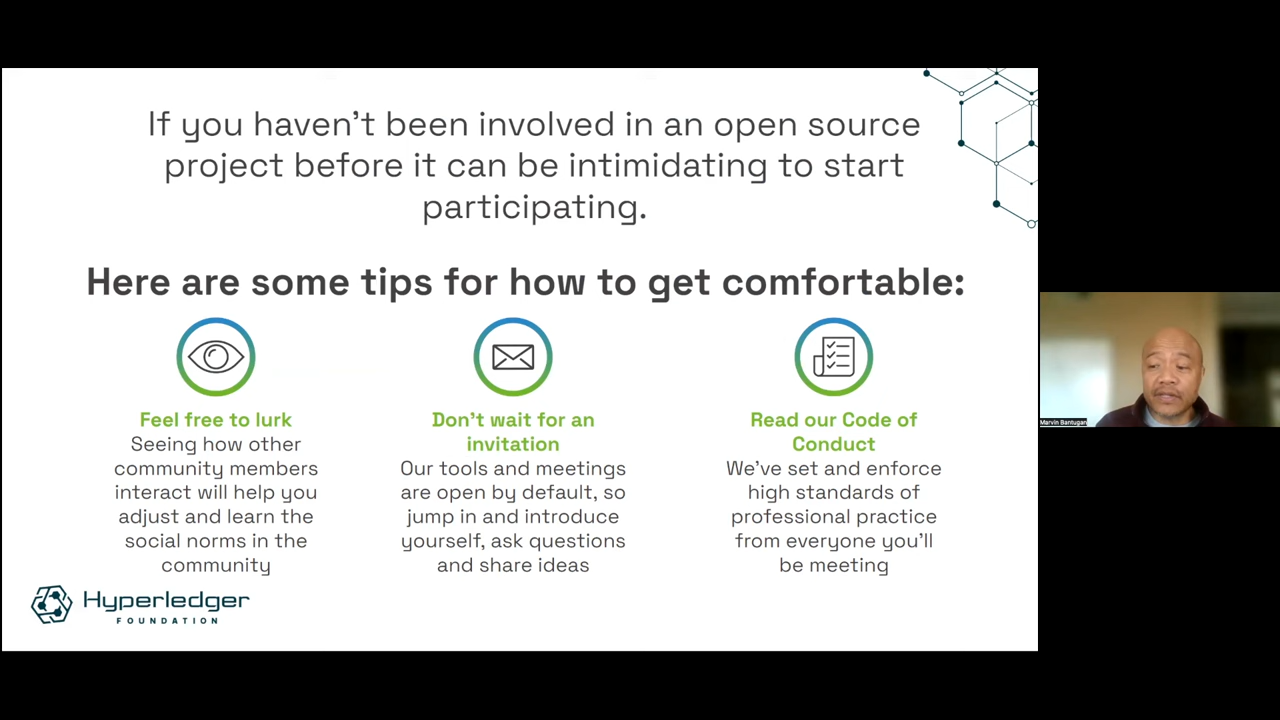 If you haven't been involved in an open source
project before it can be intimidating to start
participating.
Here are some tips for how to get comfortable:
Feel free to lurk
Seeing how other
community members
interact will help you
adjust and learn the
social norms in the
community
Don't wait for an
invitation
Our tools and meetings
are open by default, so
jump in and introduce
yourself, ask questions
and share ideas
Read our Code of
Conduct
We've set and enforce
high standards of
professional practice
from everyone you'll
be meeting
Hyperledger
FOUNDATION
Marvin Bantugan